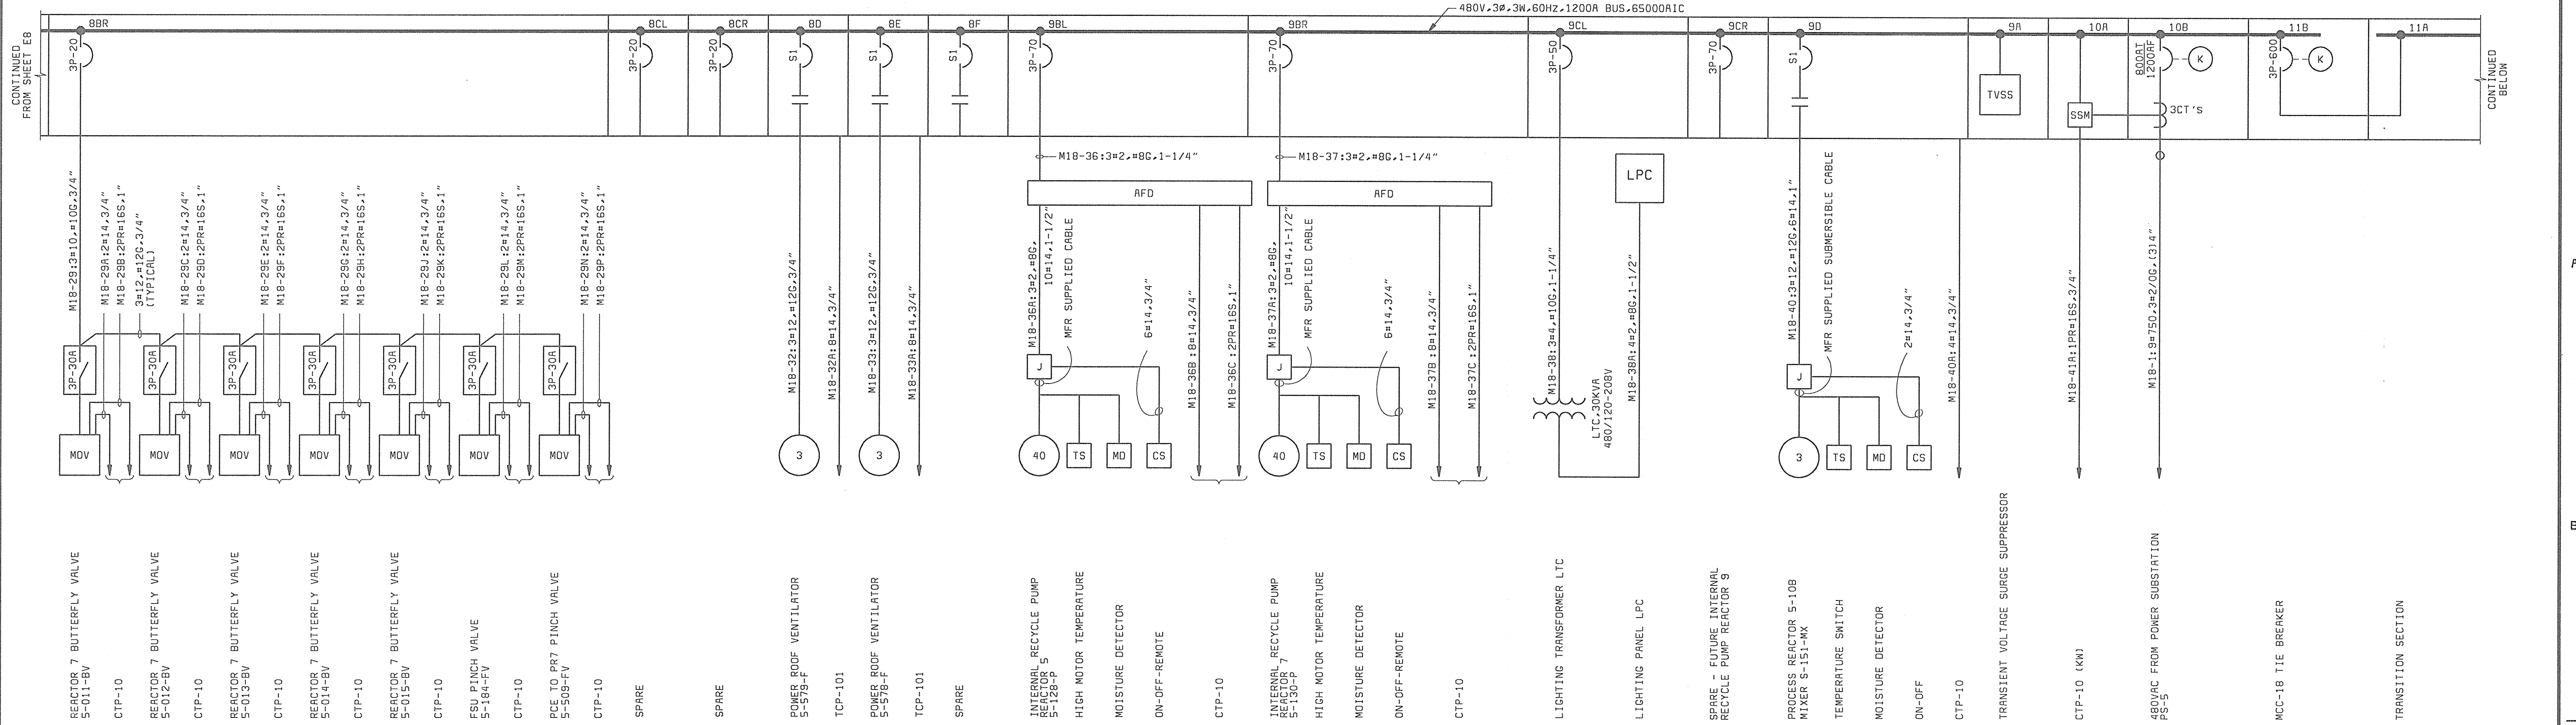 480V,3Ø,3W,60Hz,1200A BUS,65000AIC
CONTINUED
FROM SHEET E8
8BR
8CL
8CR
8D
8E
8F
9BL
9BR
9CL
9CR
9D
9A
10A
10B
11B
11A
3P-20
3P-20
3P-20
S1
S1
S1
3P-70
3P-70
3P-50
3P-70
S1
TVSS
SSM
800AT
1200AF
K
3CT's
3P-600
K
CONTINUED
BELOW
M18-29:3#10,#10G,3/4"
M18-29A:2#14,3/4"
M18-29B:2PR#16S,1"
3#12,#12G,3/4"
(TYPICAL)
M18-29C:2#14,3/4"
M18-29D:2PR#16S,1"
M18-29E:2#14,3/4"
M18-29F:2PR#16S,1"
M18-29G:2#14,3/4"
M18-29H:2PR#16S,1"
M18-29J:2#14,3/4"
M18-29K:2PR#16S,1"
M18-29L:2#14,3/4"
M18-29M:2PR#16S,1"
M18-29N:2#14,3/4"
M18-29P:2PR#16S,1"
3P-30A
3P-30A
3P-30A
3P-30A
3P-30A
3P-30A
3P-30A
MOV
MOV
MOV
MOV
MOV
MOV
MOV
M18-32:3#12,#12G,3/4"
M18-32A:8#14,3/4"
M18-33:3#12,#12G,3/4"
M18-33A:8#14,3/4"
3
3
M18-36:3#2,#8G,1-1/4"
AFD
M18-36A:3#2,#8G,
10#14,1-1/2"
MFR SUPPLIED CABLE
6#14,3/4"
M18-36B:8#14,3/4"
M18-36C:2PR#16S,1"
J
40
TS
MD
CS
M18-37:3#2,#8G,1-1/4"
AFD
M18-37A:3#2,#8G,
10#14,1-1/2"
MFR SUPPLIED CABLE
6#14,3/4"
M18-37B:8#14,3/4"
M18-37C:2PR#16S,1"
J
40
TS
MD
CS
M18-38:3#4,#10G,1-1/4"
LTC,30KVA
480/120-208V
LPC
M18-38A:4#2,#8G,1-1/2"
M18-40:3#12,#12G,6#14,1"
MFR SUPPLIED SUBMERSIBLE CABLE
2#14,3/4"
M18-40A:4#14,3/4"
J
3
TS
MD
CS
M18-41A:1PR#16S,3/4"
M18-1:9#750,3#2/0G,(3)4"
REACTOR 7 BUTTERFLY VALVE
5-011-BV
CTP-10
REACTOR 7 BUTTERFLY VALVE
5-012-BV
CTP-10
REACTOR 7 BUTTERFLY VALVE
5-013-BV
CTP-10
REACTOR 7 BUTTERFLY VALVE
5-014-BV
CTP-10
REACTOR 7 BUTTERFLY VALVE
5-015-BV
CTP-10
FSU PINCH VALVE
5-184-FV
CTP-10
PCE TO PR7 PINCH VALVE
5-509-FV
CTP-10
SPARE
SPARE
POWER ROOF VENTILATOR
5-579-F
TCP-101
POWER ROOF VENTILATOR
5-578-F
TCP-101
SPARE
INTERNAL RECYCLE PUMP
REACTOR 5
5-128-P
HIGH MOTOR TEMPERATURE
MOISTURE DETECTOR
ON-OFF-REMOTE
CTP-10
INTERNAL RECYCLE PUMP
REACTOR 7
5-130-P
HIGH MOTOR TEMPERATURE
MOISTURE DETECTOR
ON-OFF-REMOTE
CTP-10
LIGHTING TRANSFORMER LTC
LIGHTING PANEL LPC
SPARE - FUTURE INTERNAL
RECYCLE PUMP REACTOR 9
PROCESS REACTOR 5-10B
MIXER S-151-MX
TEMPERATURE SWITCH
MOISTURE DETECTOR
ON-OFF
CTP-10
TRANSIENT VOLTAGE SURGE SUPPRESSOR
CTP-10 (KW)
480VAC FROM POWER SUBSTATION
PS-5
MCC-18 TIE BREAKER
TRANSITION SECTION